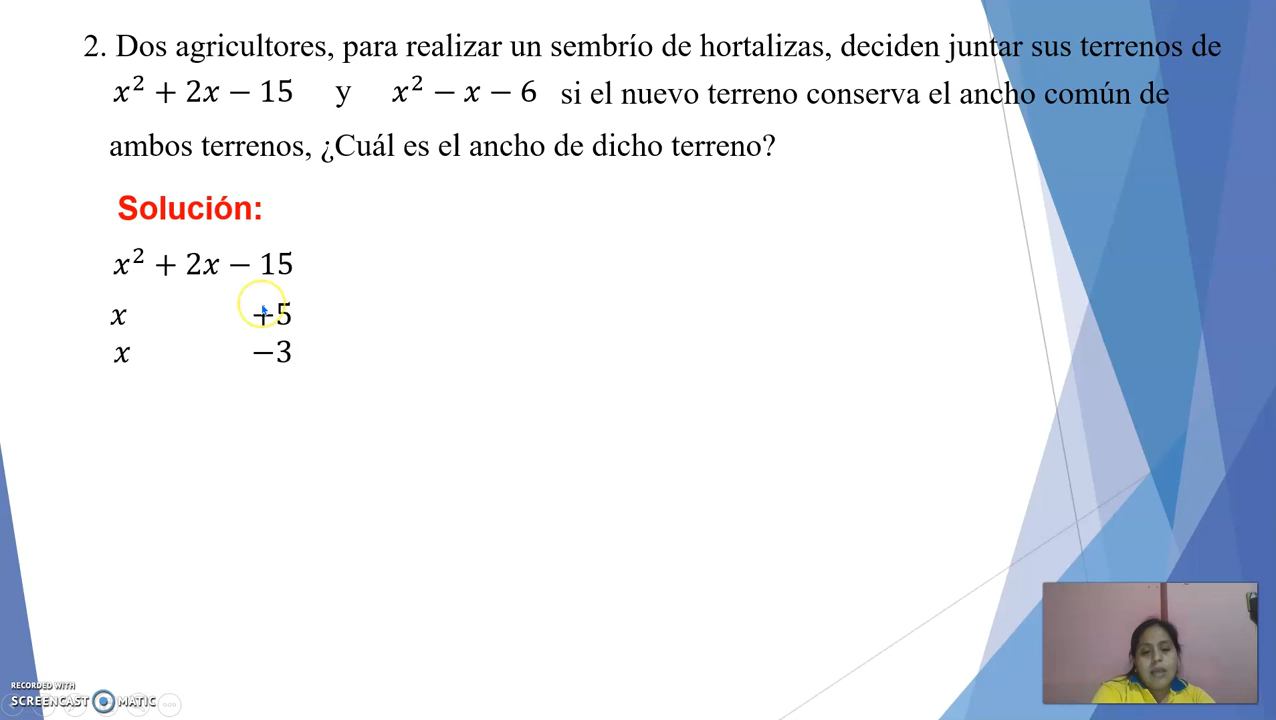 2. Dos agricultores, para realizar un sembrío de hortalizas, deciden juntar sus terrenos de
x² + 2x − 15 y x² − x − 6 si el nuevo terreno conserva el ancho común de
ambos terrenos, ¿Cuál es el ancho de dicho terreno?
Solución:
x² + 2x − 15
x +5
x −3
RECORDED WITH
SCREENCAST MATIC